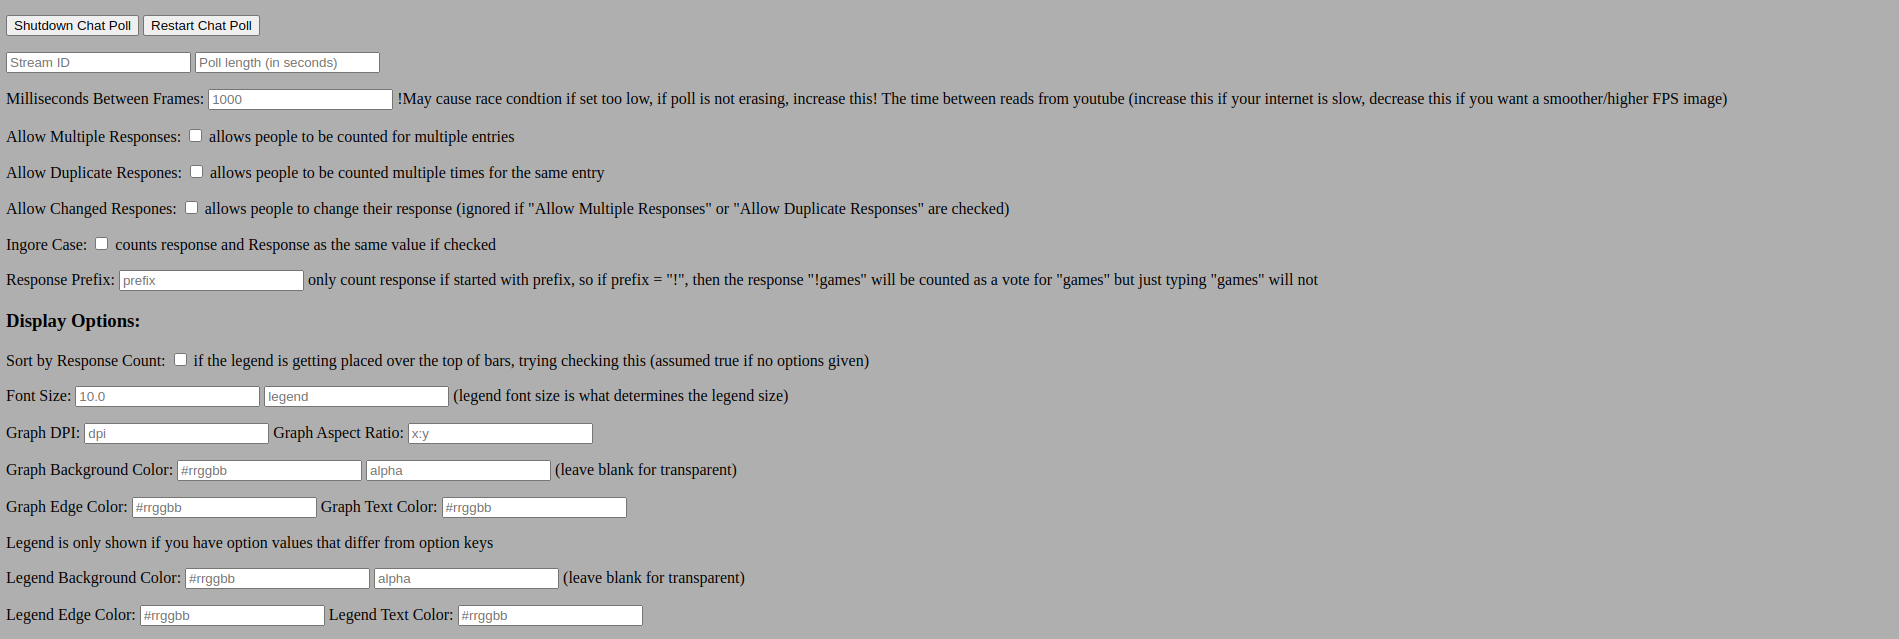 Shutdown Chat Poll Restart Chat Poll
Stream ID Poll length (in seconds)
Milliseconds Between Frames: 1000 !May cause race condtion if set too low, if poll is not erasing, increase this! The time between reads from youtube (increase this if your internet is slow, decrease this if you want a smoother/higher FPS image)
Allow Multiple Responses: allows people to be counted for multiple entries
Allow Duplicate Respones: allows people to be counted multiple times for the same entry
Allow Changed Respones: allows people to change their response (ignored if "Allow Multiple Responses" or "Allow Duplicate Responses" are checked)
Ingore Case: counts response and Response as the same value if checked
Response Prefix: prefix only count response if started with prefix, so if prefix = "!", then the response "!games" will be counted as a vote for "games" but just typing "games" will not
Display Options:
Sort by Response Count: if the legend is getting placed over the top of bars, trying checking this (assumed true if no options given)
Font Size: 10.0 legend (legend font size is what determines the legend size)
Graph DPI: dpi Graph Aspect Ratio: x:y
Graph Background Color: #rrggbb alpha (leave blank for transparent)
Graph Edge Color: #rrggbb Graph Text Color: #rrggbb
Legend is only shown if you have option values that differ from option keys
Legend Background Color: #rrggbb alpha (leave blank for transparent)
Legend Edge Color: #rrggbb Legend Text Color: #rrggbb